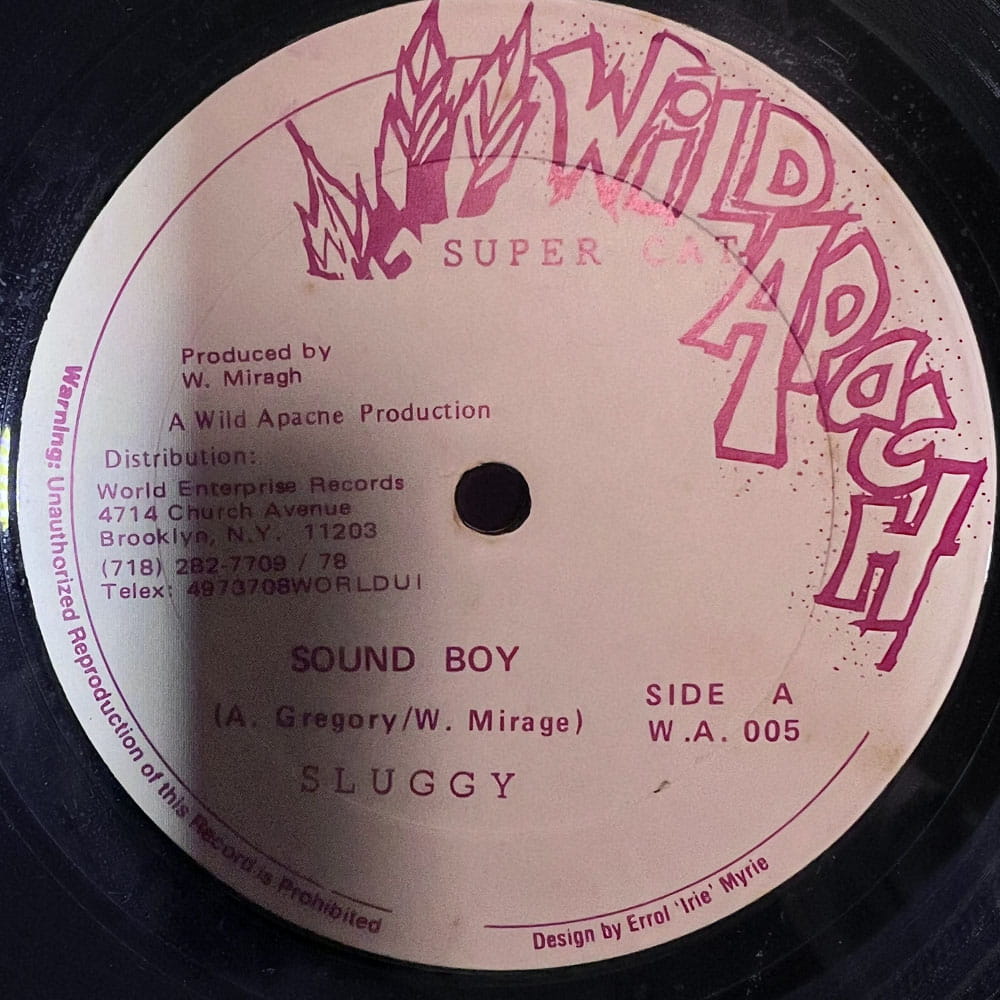 WILD APACH
SUPER CAT
Produced by
W. Miragh
A Wild Apache Production
Distribution:
World Enterprise Records
4714 Church Avenue
Brooklyn, N.Y. 11203
(718) 282-7709 / 78
Telex: 4973708WORLDUI
SOUND BOY
(A. Gregory/W. Mirage)
SLUGGY
SIDE A
W.A. 005
Warning: Unauthorized Reproduction of this Record is Prohibited
Design by Errol 'Irie' Myrie